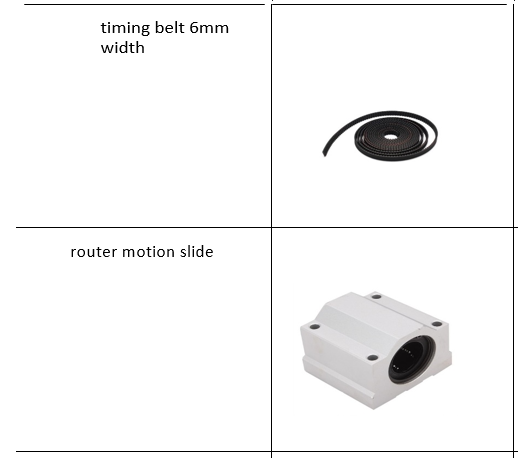 timing belt 6mm
width
router motion slide